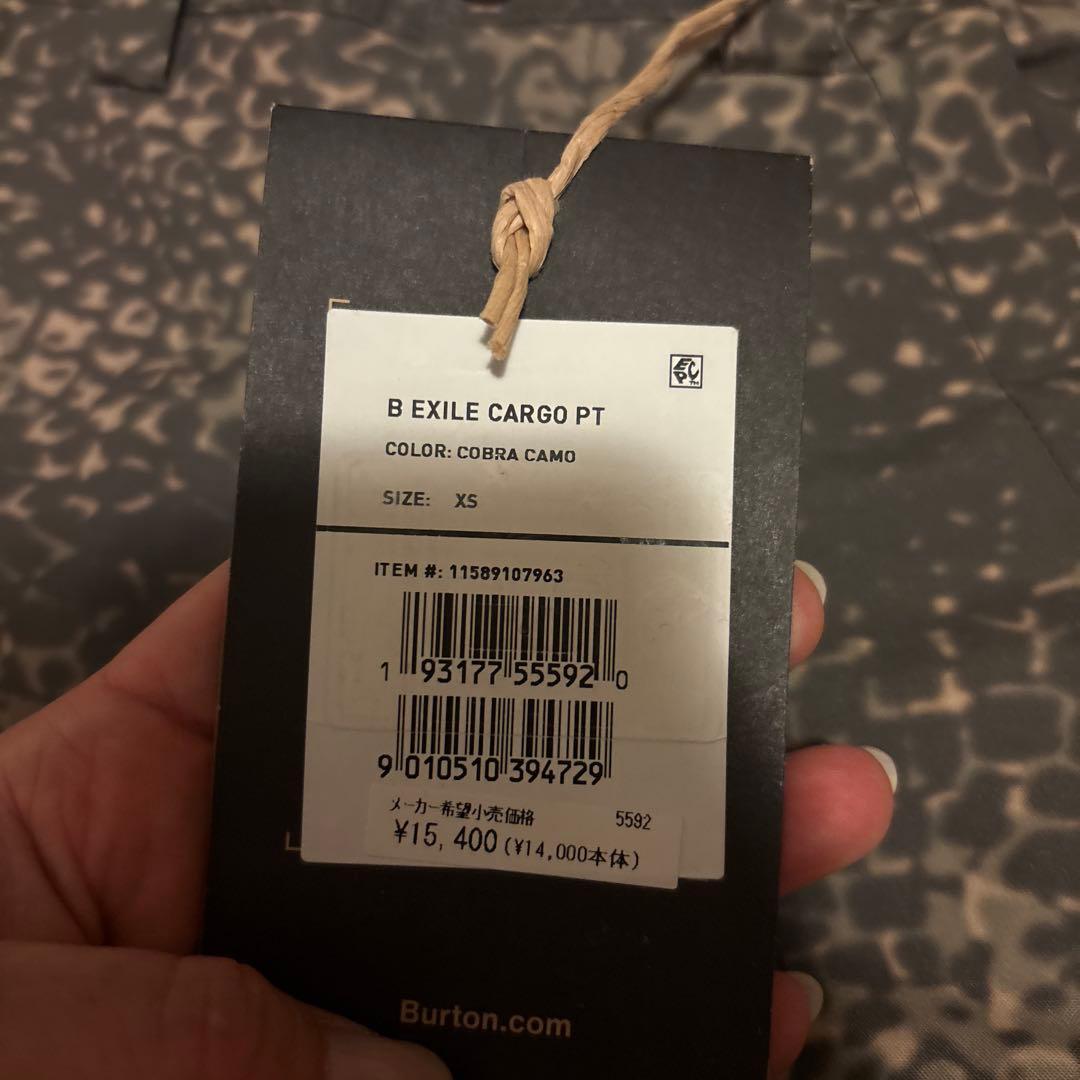 ECP™
B EXILE CARGO PT
COLOR: COBRA CAMO
SIZE: XS
ITEM #: 11589107963
1 93177 55592 0
9 010510 394729
メーカー希望小売価格 5592
¥15,400 (¥14,000本体)
Burton.com